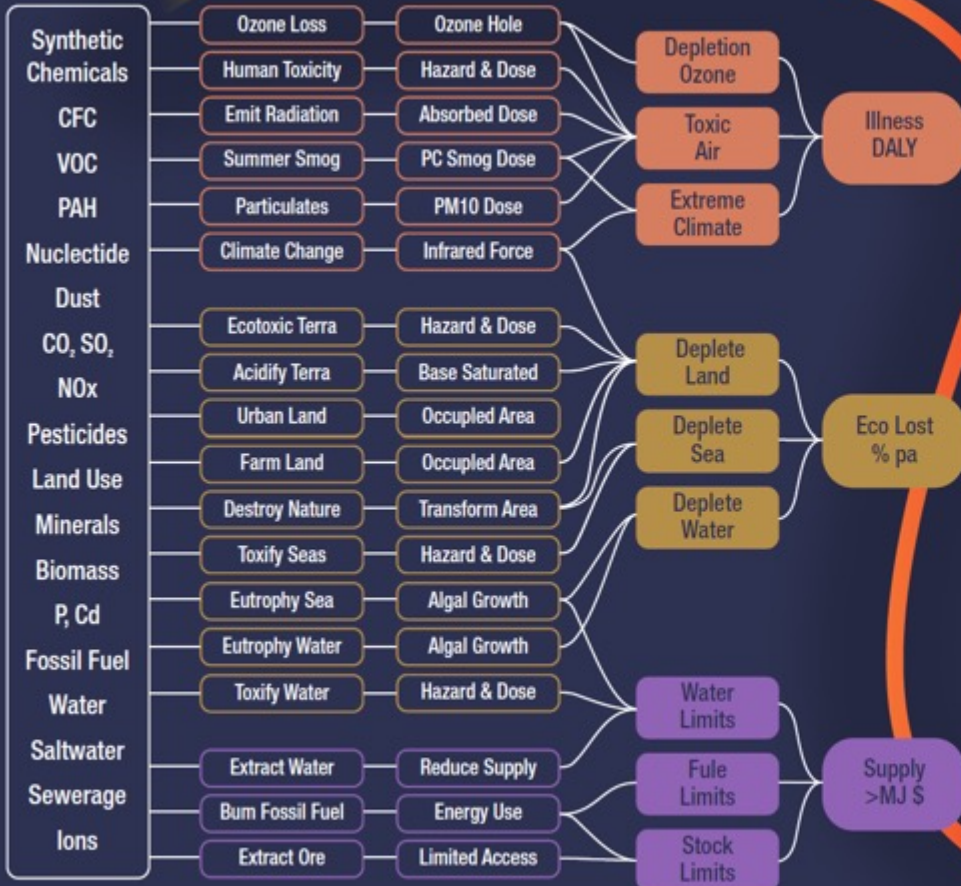 Synthetic
Chemicals
CFC
VOC
PAH
Nuclectide
Dust
CO₂ SO₂
NOx
Pesticides
Land Use
Minerals
Biomass
P, Cd
Fossil Fuel
Water
Saltwater
Sewerage
Ions
Ozone Loss
Human Toxicity
Emit Radiation
Summer Smog
Particulates
Climate Change
Ecotoxic Terra
Acidify Terra
Urban Land
Farm Land
Destroy Nature
Toxify Seas
Eutrophy Sea
Eutrophy Water
Toxify Water
Extract Water
Bum Fossil Fuel
Extract Ore
Ozone Hole
Hazard & Dose
Absorbed Dose
PC Smog Dose
PM10 Dose
Infrared Force
Hazard & Dose
Base Saturated
Occupled Area
Occupled Area
Transform Area
Hazard & Dose
Algal Growth
Algal Growth
Hazard & Dose
Reduce Supply
Energy Use
Limited Access
Depletion
Ozone
Toxic
Air
Extreme
Climate
Deplete
Land
Deplete
Sea
Deplete
Water
Water
Limits
Fule
Limits
Stock
Limits
Illness
DALY
Eco Lost
% pa
Supply
>MJ $